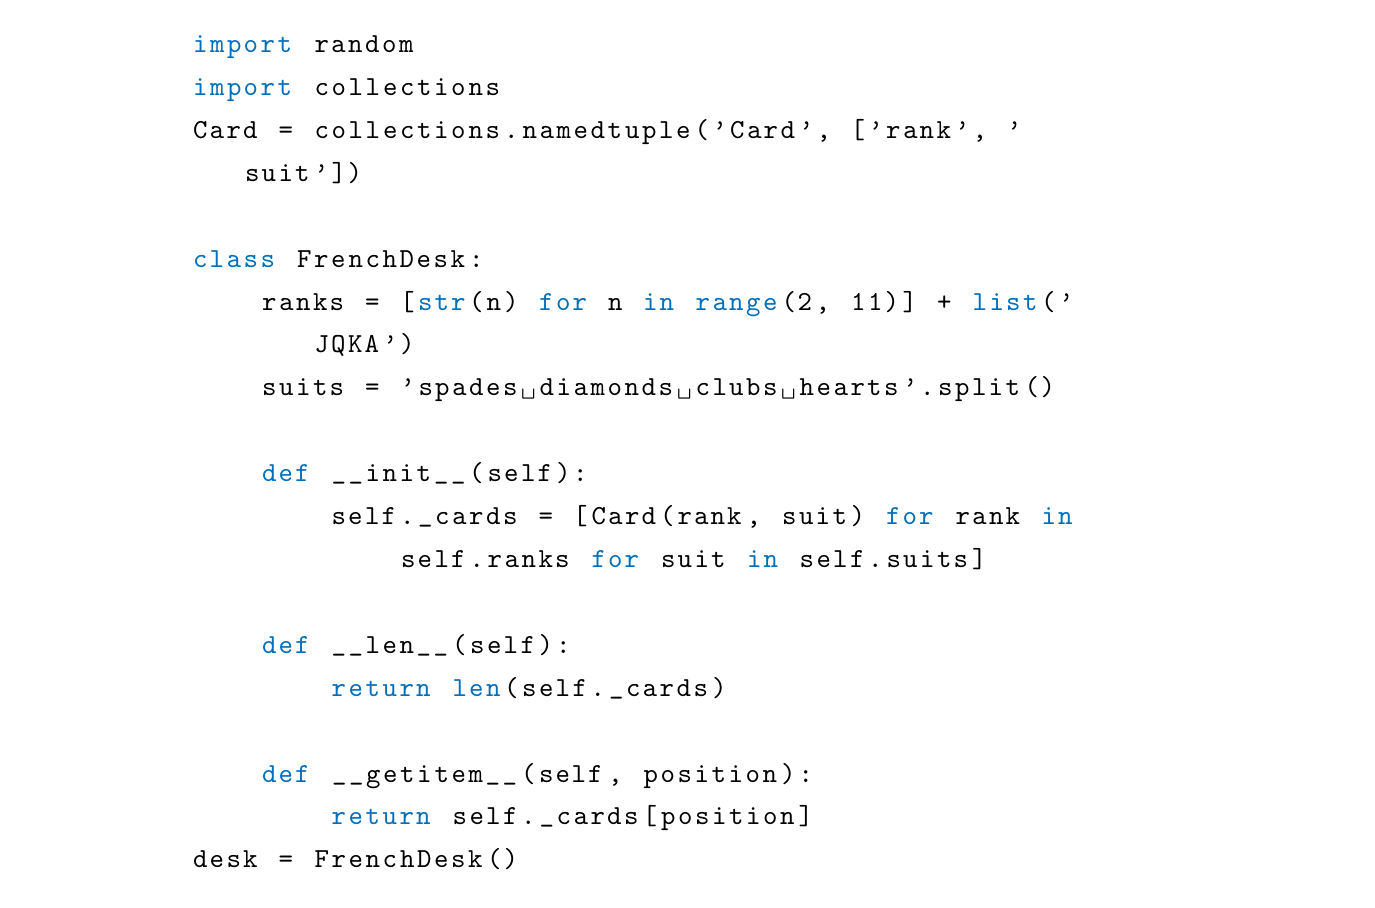 import random
import collections
Card = collections.namedtuple('Card', ['rank', '
suit'])
class FrenchDesk:
ranks = [str(n) for n in range(2, 11)] + list('
JQKA')
suits = 'spades␣diamonds␣clubs␣hearts'.split()
def __init__(self):
self._cards = [Card(rank, suit) for rank in
self.ranks for suit in self.suits]
def __len__(self):
return len(self._cards)
def __getitem__(self, position):
return self._cards[position]
desk = FrenchDesk()